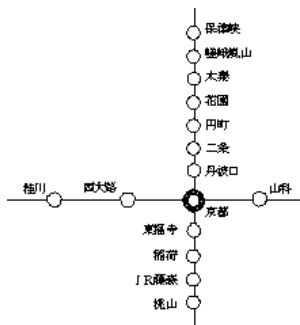 保津峡
嵯峨嵐山
太秦
花園
円町
二条
丹波口
桂川
西大路
山科
京都
東福寺
稲荷
JR藤森
桃山